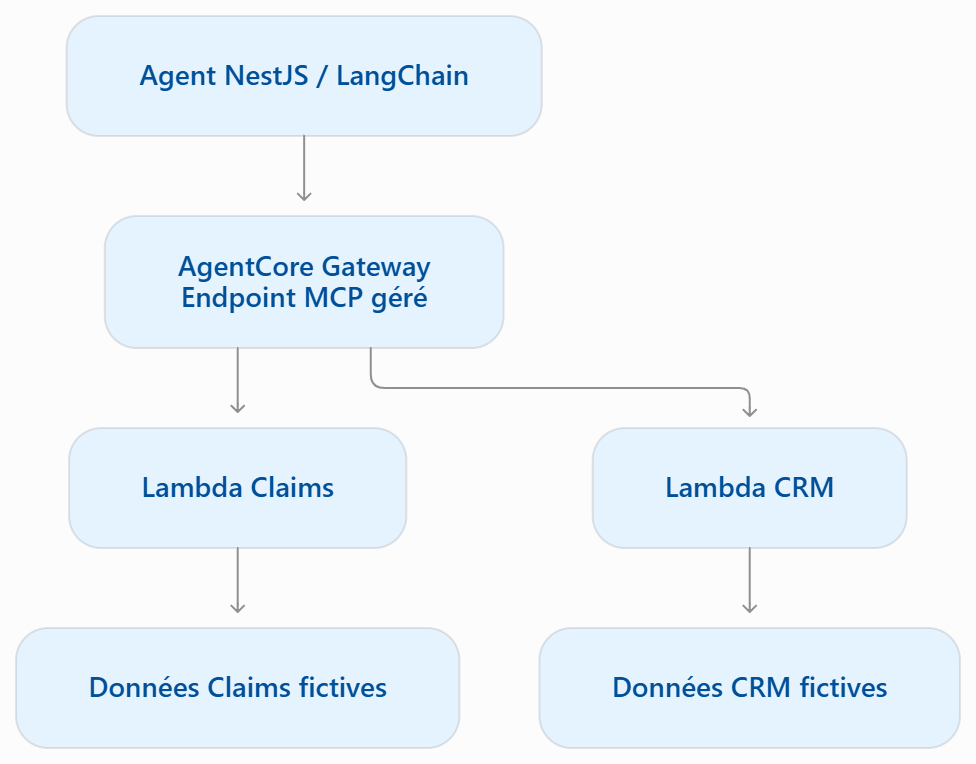 Agent NestJS / LangChain
AgentCore Gateway
Endpoint MCP géré
Lambda Claims
Lambda CRM
Données Claims fictives
Données CRM fictives